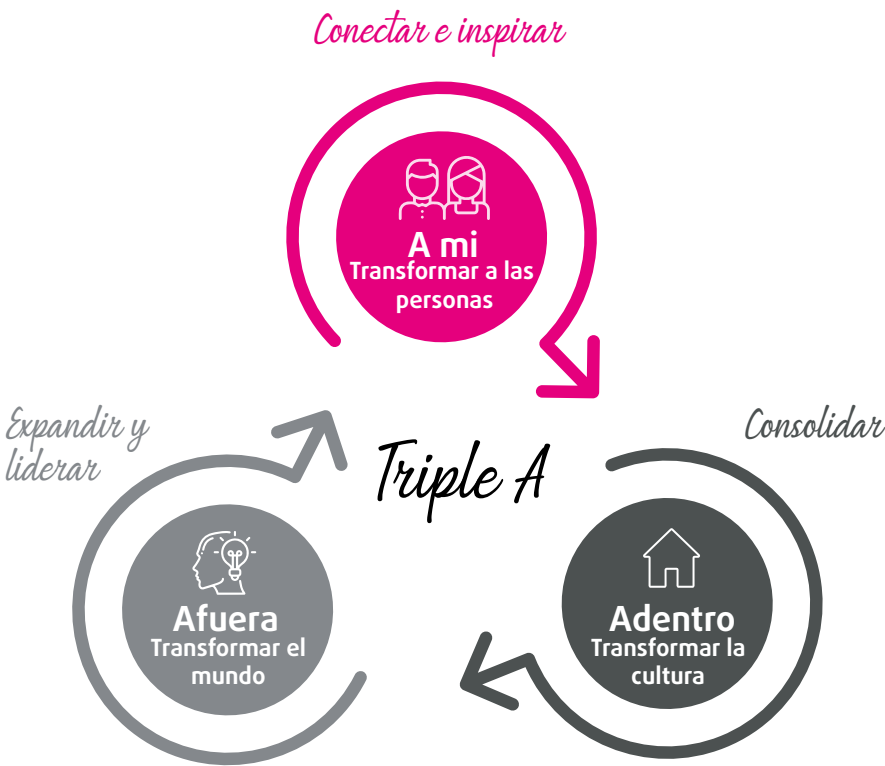 Conectar e inspirar
A mi
Transformar a las
personas
Expandir y
liderar
Triple A
Consolidar
Afuera
Transformar el
mundo
Adentro
Transformar la
cultura